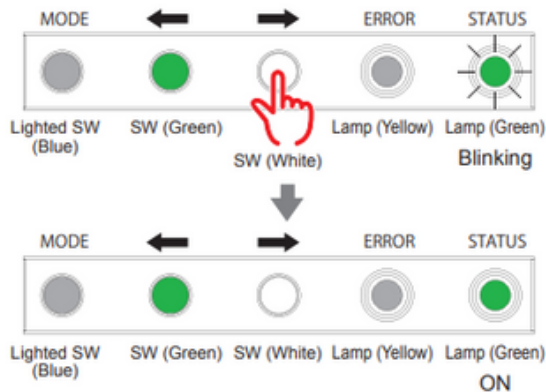 MODE ERROR STATUS
Lighted SW (Blue) SW (Green) Lamp (Yellow) Lamp (Green)
SW (White) Blinking
MODE ERROR STATUS
Lighted SW (Blue) SW (Green) SW (White) Lamp (Yellow) Lamp (Green)
ON